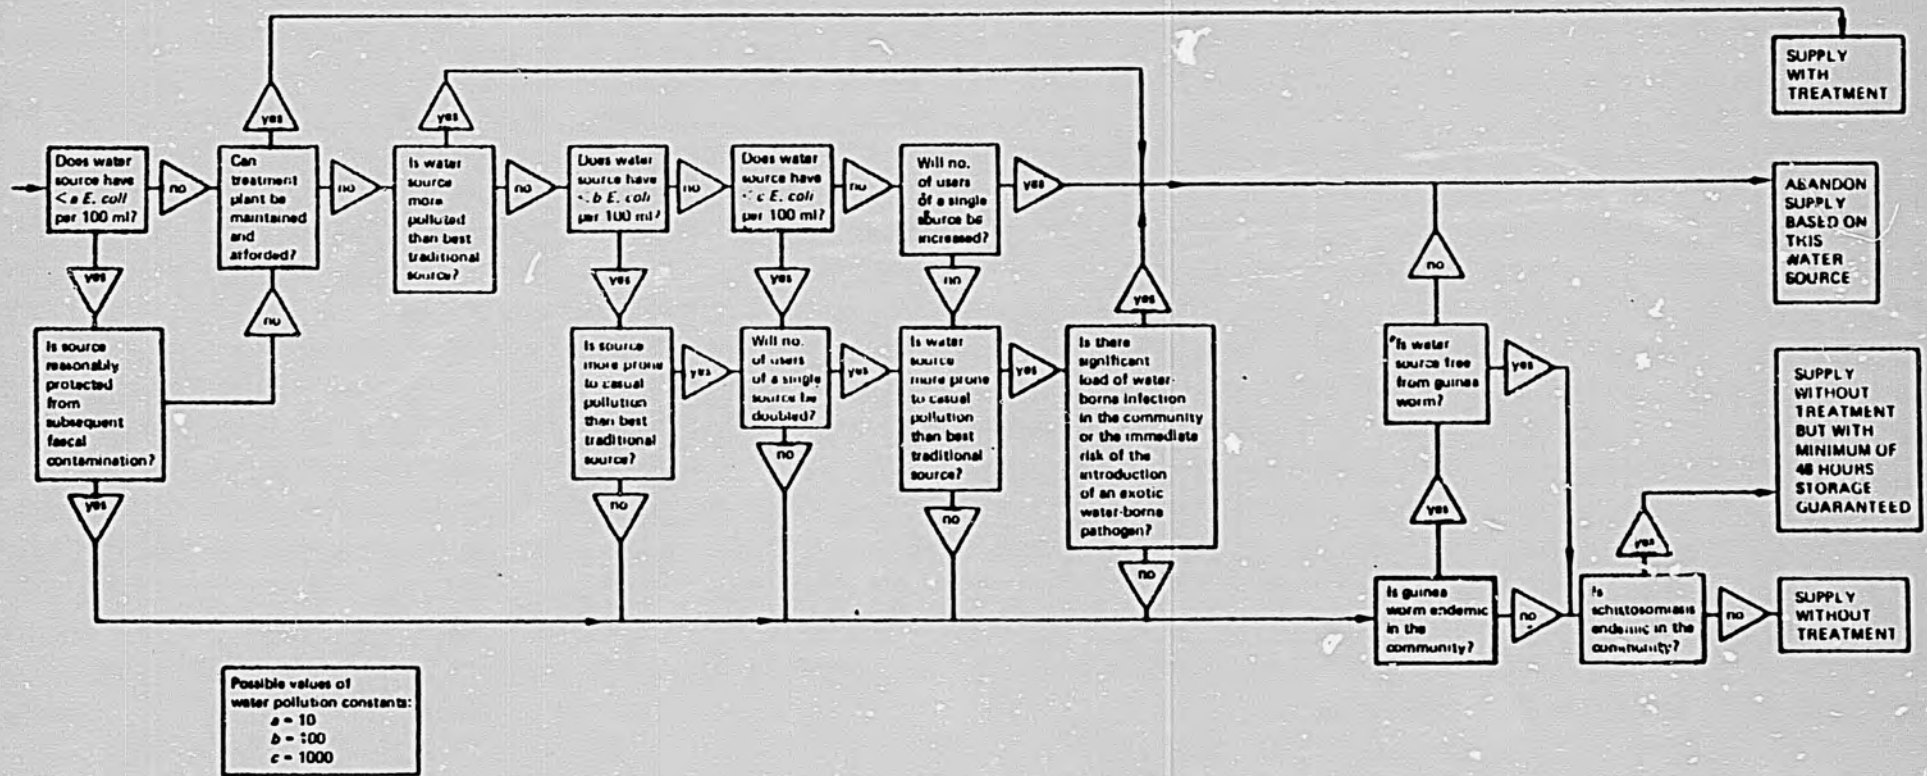 Does water
source have
< a E. coli
per 100 ml?
no
yes
Can
treatment
plant be
maintained
and
afforded?
yes
no
Is water
source
more
polluted
than best
traditional
source?
yes
no
Does water
source have
< b E. coli
per 100 ml?
no
yes
Does water
source have
< c E. coli
per 100 ml?
no
yes
Will no.
of users
of a single
source be
increased?
yes
no
Is source
reasonably
protected
from
subsequent
faecal
contamination?
no
yes
Is source
more prone
to casual
pollution
than best
traditional
source?
yes
no
Will no.
of users
of a single
source be
doubled?
yes
no
Is water
source
more prone
to casual
pollution
than best
traditional
source?
yes
no
Is there
significant
load of water-
borne infection
in the community
or the immediate
risk of the
introduction
of an exotic
water-borne
pathogen?
yes
no
Is guinea
worm endemic
in the
community?
yes
no
Is water
source free
from guinea
worm?
no
yes
Is
schistosomiasis
endemic in the
community?
yes
no
SUPPLY
WITH
TREATMENT
ABANDON
SUPPLY
BASED ON
THIS
WATER
SOURCE
SUPPLY
WITHOUT
TREATMENT
BUT WITH
MINIMUM OF
48 HOURS
STORAGE
GUARANTEED
SUPPLY
WITHOUT
TREATMENT
Possible values of
water pollution constants:
a = 10
b = 100
c = 1000